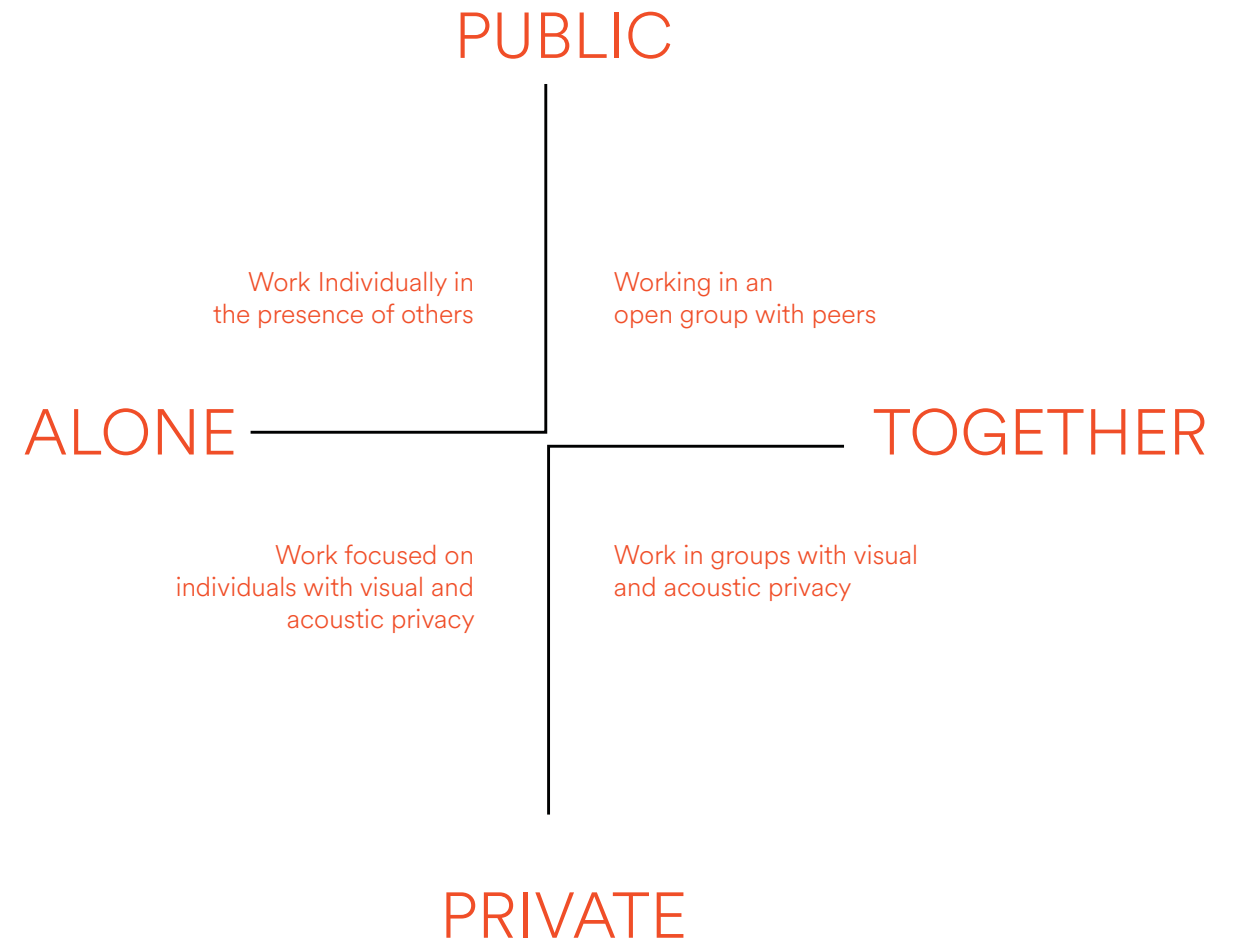 PUBLIC
Work Individually in
the presence of others
Working in an
open group with peers
ALONE
TOGETHER
Work focused on
individuals with visual and
acoustic privacy
Work in groups with visual
and acoustic privacy
PRIVATE